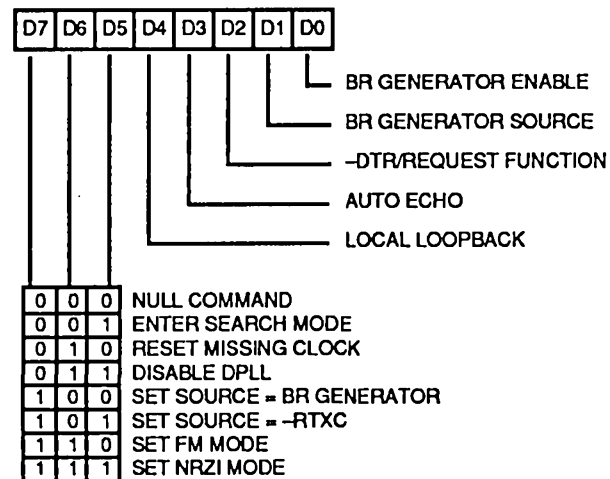 D7 D6 D5 D4 D3 D2 D1 D0
BR GENERATOR ENABLE
BR GENERATOR SOURCE
–DTR/REQUEST FUNCTION
AUTO ECHO
LOCAL LOOPBACK
0 0 0 NULL COMMAND
0 0 1 ENTER SEARCH MODE
0 1 0 RESET MISSING CLOCK
0 1 1 DISABLE DPLL
1 0 0 SET SOURCE = BR GENERATOR
1 0 1 SET SOURCE = –RTXC
1 1 0 SET FM MODE
1 1 1 SET NRZI MODE